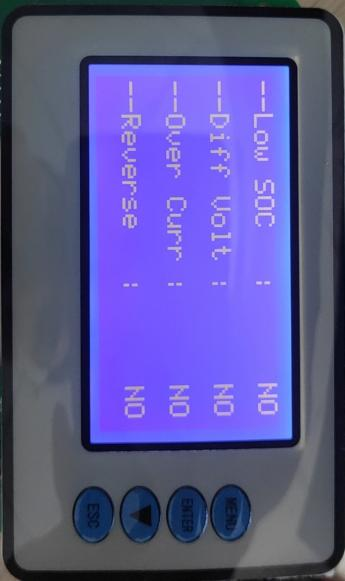 --Low SOC : NO
--Diff Volt : NO
--Over Curr : NO
--Reverse : NO
MENU
ENTER
ESC